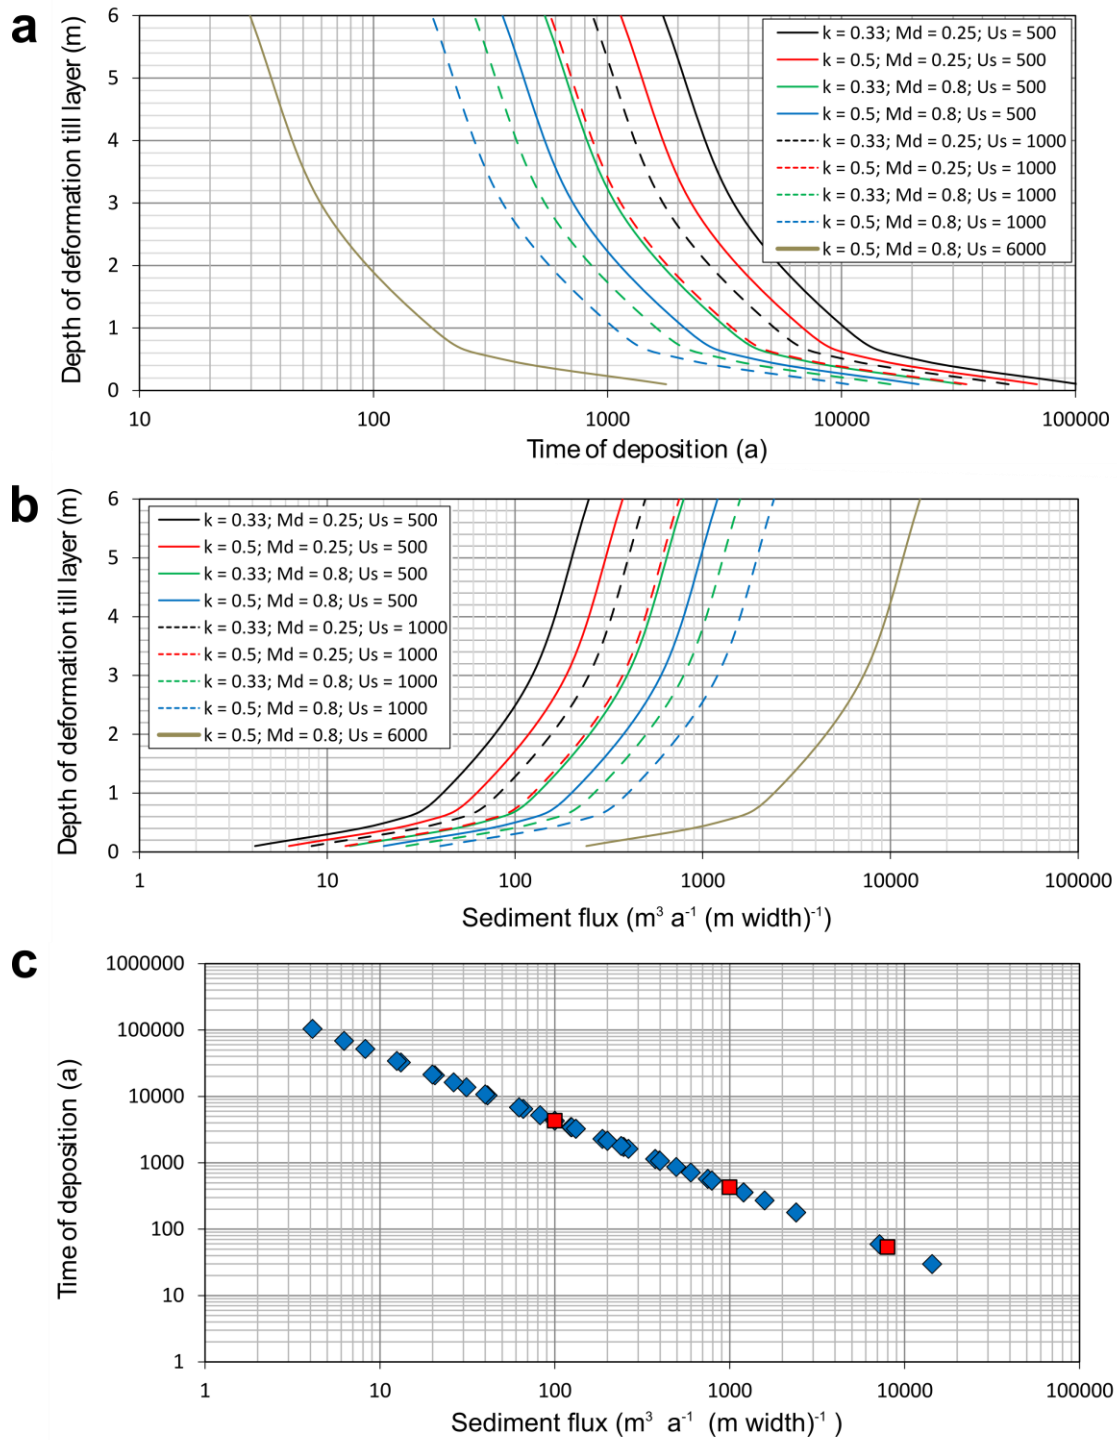 a
Depth of deformation till layer (m)
6
5
4
3
2
1
0
k = 0.33; Md = 0.25; Us = 500
k = 0.5; Md = 0.25; Us = 500
k = 0.33; Md = 0.8; Us = 500
k = 0.5; Md = 0.8; Us = 500
k = 0.33; Md = 0.25; Us = 1000
k = 0.5; Md = 0.25; Us = 1000
k = 0.33; Md = 0.8; Us = 1000
k = 0.5; Md = 0.8; Us = 1000
k = 0.5; Md = 0.8; Us = 6000
10 100 1000 10000 100000
Time of deposition (a)
b
Depth of deformation till layer (m)
6
5
4
3
2
1
0
k = 0.33; Md = 0.25; Us = 500
k = 0.5; Md = 0.25; Us = 500
k = 0.33; Md = 0.8; Us = 500
k = 0.5; Md = 0.8; Us = 500
k = 0.33; Md = 0.25; Us = 1000
k = 0.5; Md = 0.25; Us = 1000
k = 0.33; Md = 0.8; Us = 1000
k = 0.5; Md = 0.8; Us = 1000
k = 0.5; Md = 0.8; Us = 6000
1 10 100 1000 10000 100000
Sediment flux (m³ a⁻¹ (m width)⁻¹)
c
Time of deposition (a)
1000000
100000
10000
1000
100
10
1
1 10 100 1000 10000 100000
Sediment flux (m³ a⁻¹ (m width)⁻¹ )